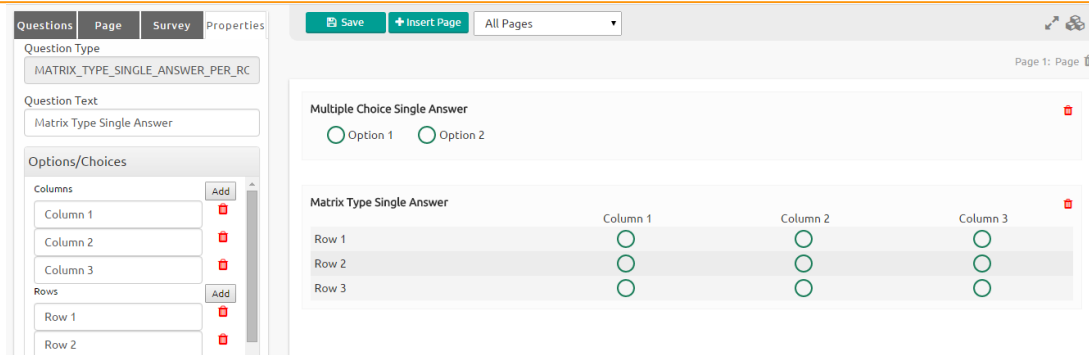 Questions Page Survey Properties
Question Type
MATRIX_TYPE_SINGLE_ANSWER_PER_RC
Question Text
Matrix Type Single Answer
Options/Choices
Columns Add
Column 1
Column 2
Column 3
Rows Add
Row 1
Row 2
Save Insert Page All Pages
Page 1: Page
Multiple Choice Single Answer
Option 1 Option 2
Matrix Type Single Answer
Column 1 Column 2 Column 3
Row 1
Row 2
Row 3